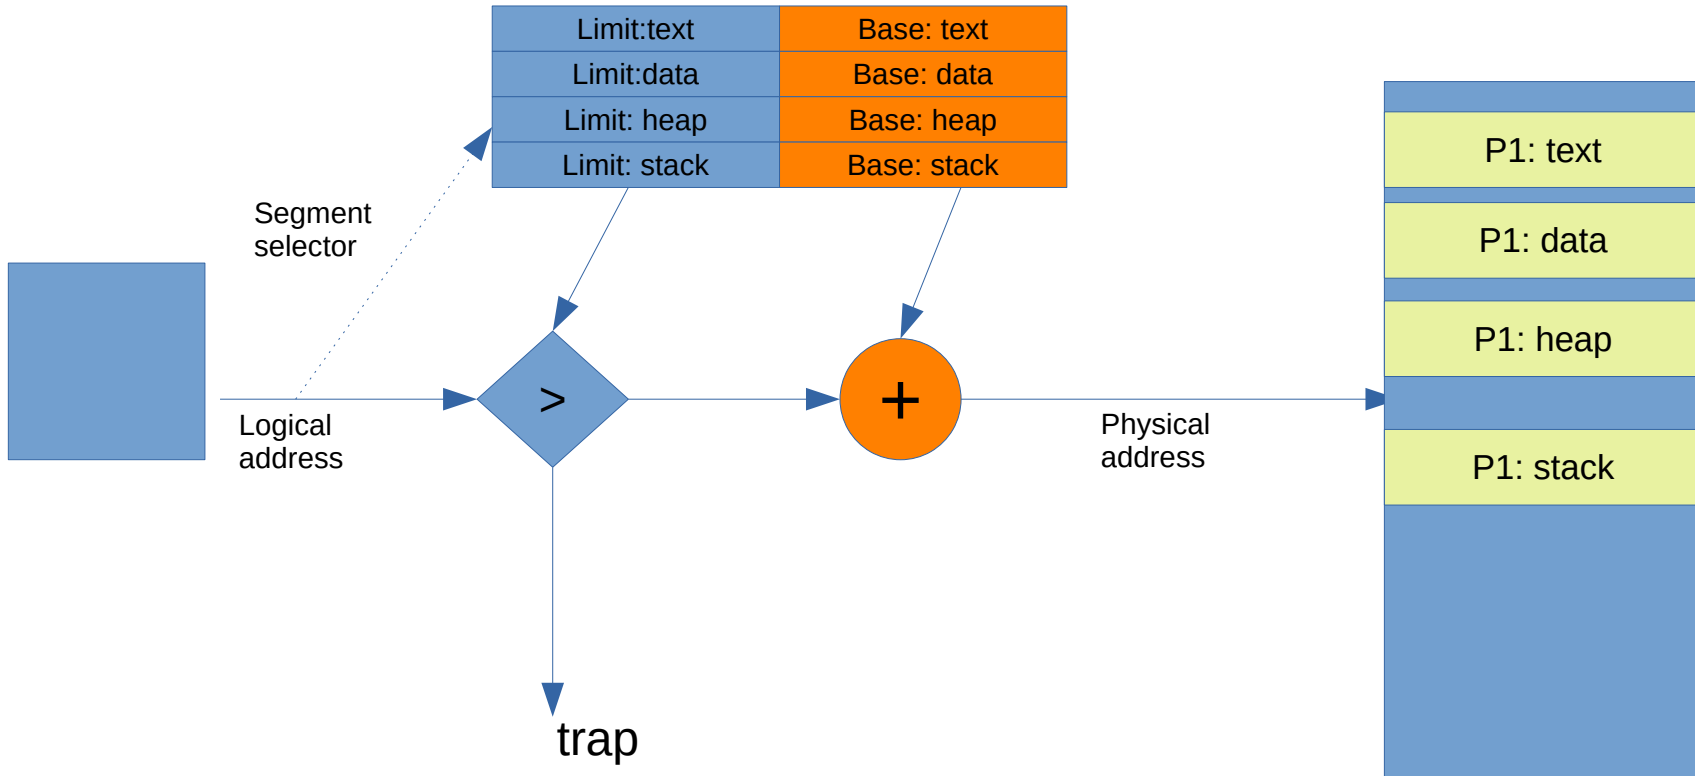 Limit:text
Base: text
Limit:data
Base: data
Limit: heap
Base: heap
Limit: stack
Base: stack
Segment
selector
Logical
address
>
+
Physical
address
trap
P1: text
P1: data
P1: heap
P1: stack